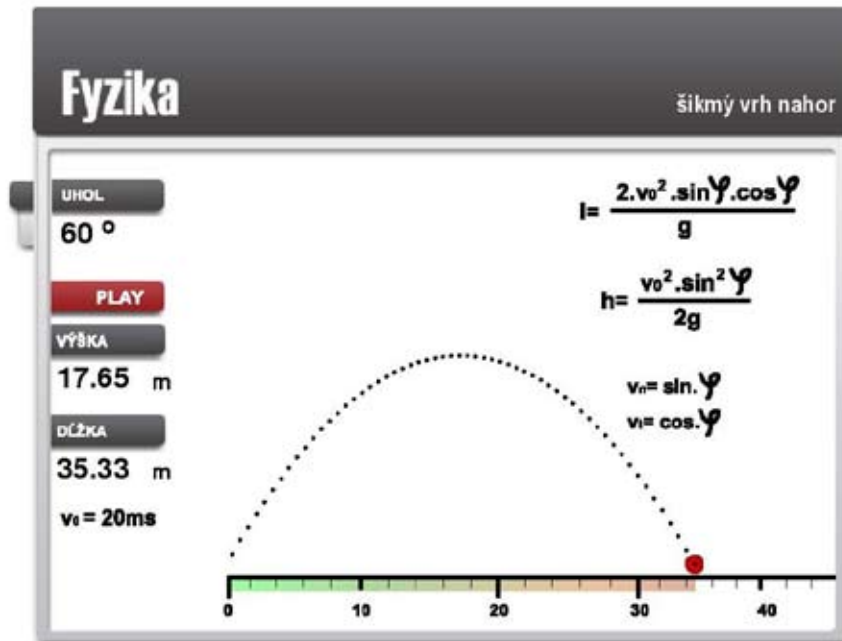 Fyzika
šikmý vrh nahor
UHOL
60 °
PLAY
VÝŠKA
17.65 m
DĹŽKA
35.33 m
v₀ = 20ms
l= 2.v₀².sinφ.cosφ / g
h= v₀².sin²φ / 2g
vₙ= sin.φ
vₗ= cos.φ
0 10 20 30 40